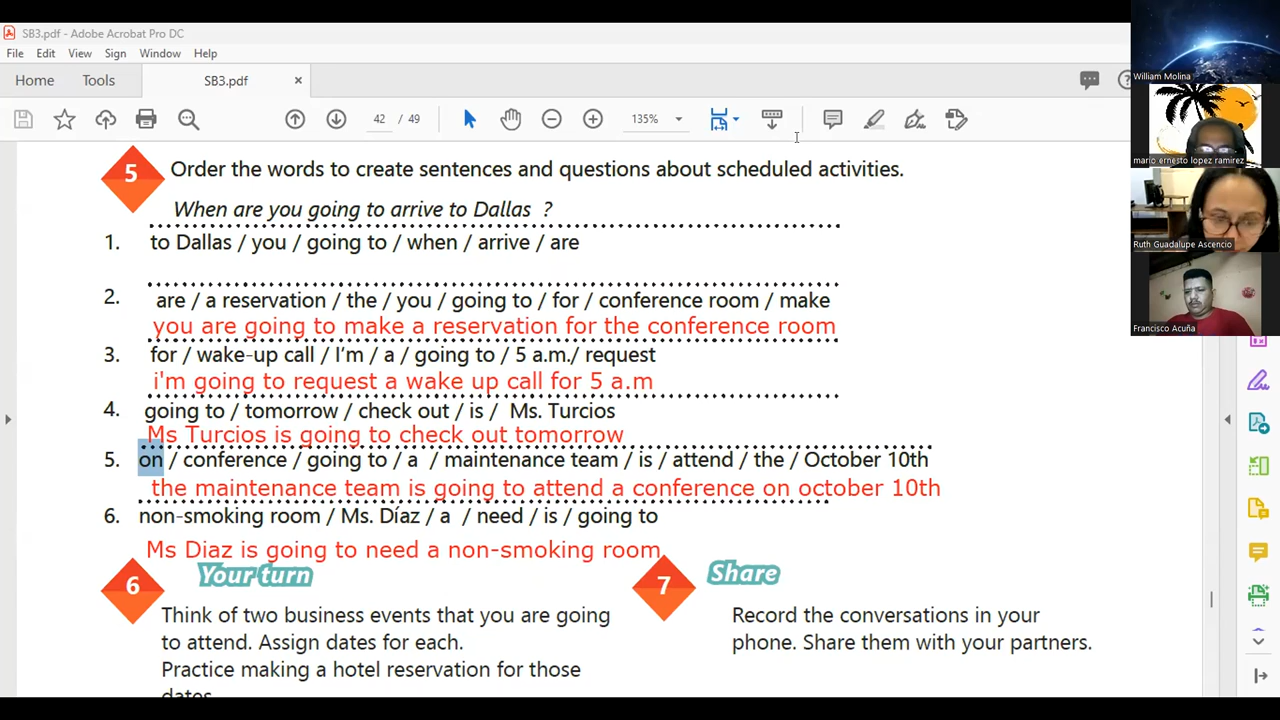 SB3.pdf - Adobe Acrobat Pro DC
File Edit View Sign Window Help
Home Tools SB3.pdf ×
42 / 49 135%
5 Order the words to create sentences and questions about scheduled activities.
When are you going to arrive to Dallas ?
1. to Dallas / you / going to / when / arrive / are
2. are / a reservation / the / you / going to / for / conference room / make
you are going to make a reservation for the conference room
3. for / wake-up call / I'm / a / going to / 5 a.m./ request
i'm going to request a wake up call for 5 a.m
4. going to / tomorrow / check out / is / Ms. Turcios
Ms Turcios is going to check out tomorrow
5. on / conference / going to / a / maintenance team / is / attend / the / October 10th
the maintenance team is going to attend a conference on october 10th
6. non-smoking room / Ms. Díaz / a / need / is / going to
Ms Diaz is going to need a non-smoking room
6 Your turn
Think of two business events that you are going
to attend. Assign dates for each.
Practice making a hotel reservation for those
dates
7 Share
Record the conversations in your
phone. Share them with your partners.
William Molina
mario ernesto lopez ramirez
Ruth Guadalupe Ascencio
Francisco Acuña